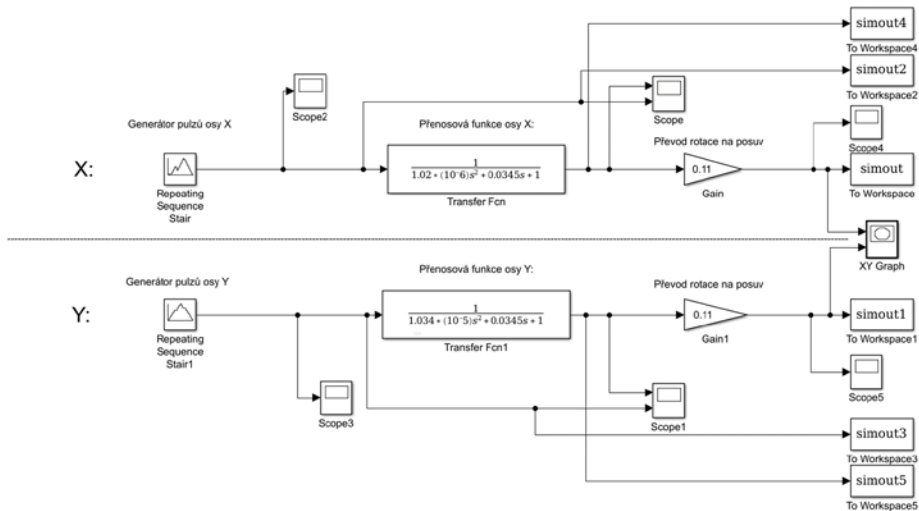 simout4
To Workspace4
simout2
To Workspace2
Scope2
Scope
Generátor pulzů osy X
Přenosová funkce osy X:
Převod rotace na posuv
Scope4
X:
1
1.02*(10^-6)s²+0.0345s+1
0.11
simout
Repeating
Sequence
Stair
Transfer Fcn
Gain
To Workspace
XY Graph
Generátor pulzů osy Y
Přenosová funkce osy Y:
Převod rotace na posuv
Y:
1
1.034*(10^-5)s²+0.0345s+1
0.11
simout1
Repeating
Sequence
Stair1
Transfer Fcn1
Gain1
To Workspace1
Scope5
Scope3
Scope1
simout3
To Workspace3
simout5
To Workspace5